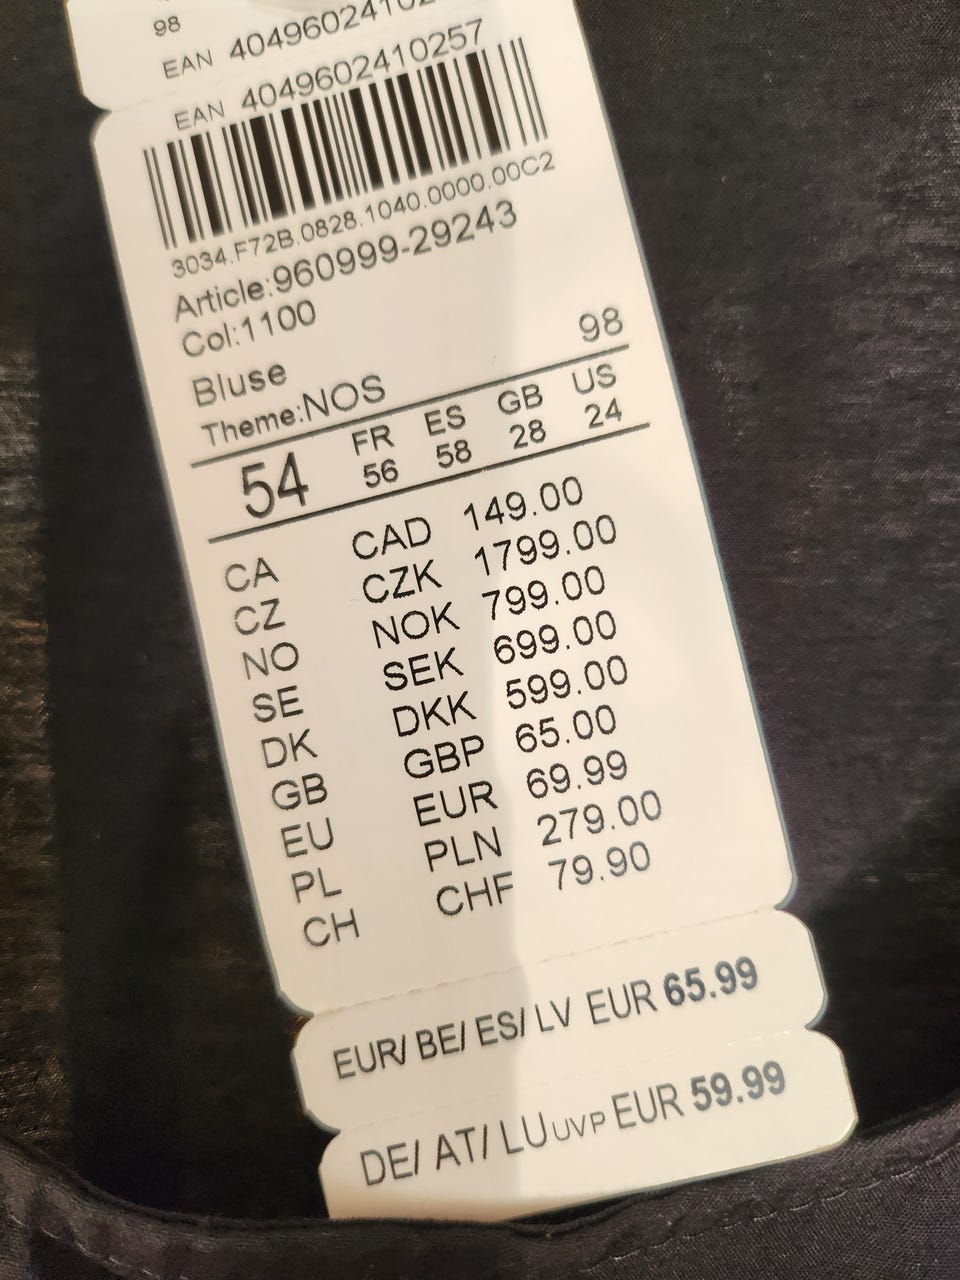 98
EAN 40496024102
EAN 4049602410257
3034.F72B.0828.1040.0000.00C2
Article:960999-29243
Col:1100
Bluse 98
Theme:NOS
54 FR 56 ES 58 GB 28 US 24
CA CAD 149.00
CZ CZK 1799.00
NO NOK 799.00
SE SEK 699.00
DK DKK 599.00
GB GBP 65.00
EU EUR 69.99
PL PLN 279.00
CH CHF 79.90
EUR/ BE/ ES/ LV EUR 65.99
DE/ AT/ LU UVP EUR 59.99